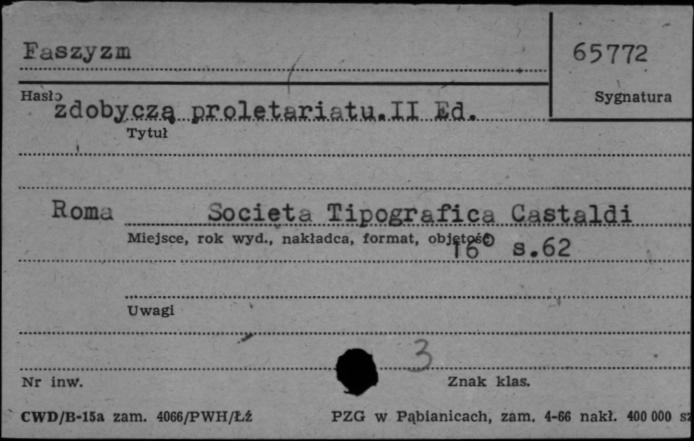 Faszyzm
65772
Hasło
Sygnatura
zdobyczą proletariatu.II Ed.
Tytuł
Roma Societa Tipografica Castaldi
Miejsce, rok wyd., nakładca, format, objętość
16° s.62
Uwagi
3
Nr inw. Znak klas.
CWD/B-15a zam. 4066/PWH/Łź PZG w Pabianicach, zam. 4-66 nakł. 400 000 sz